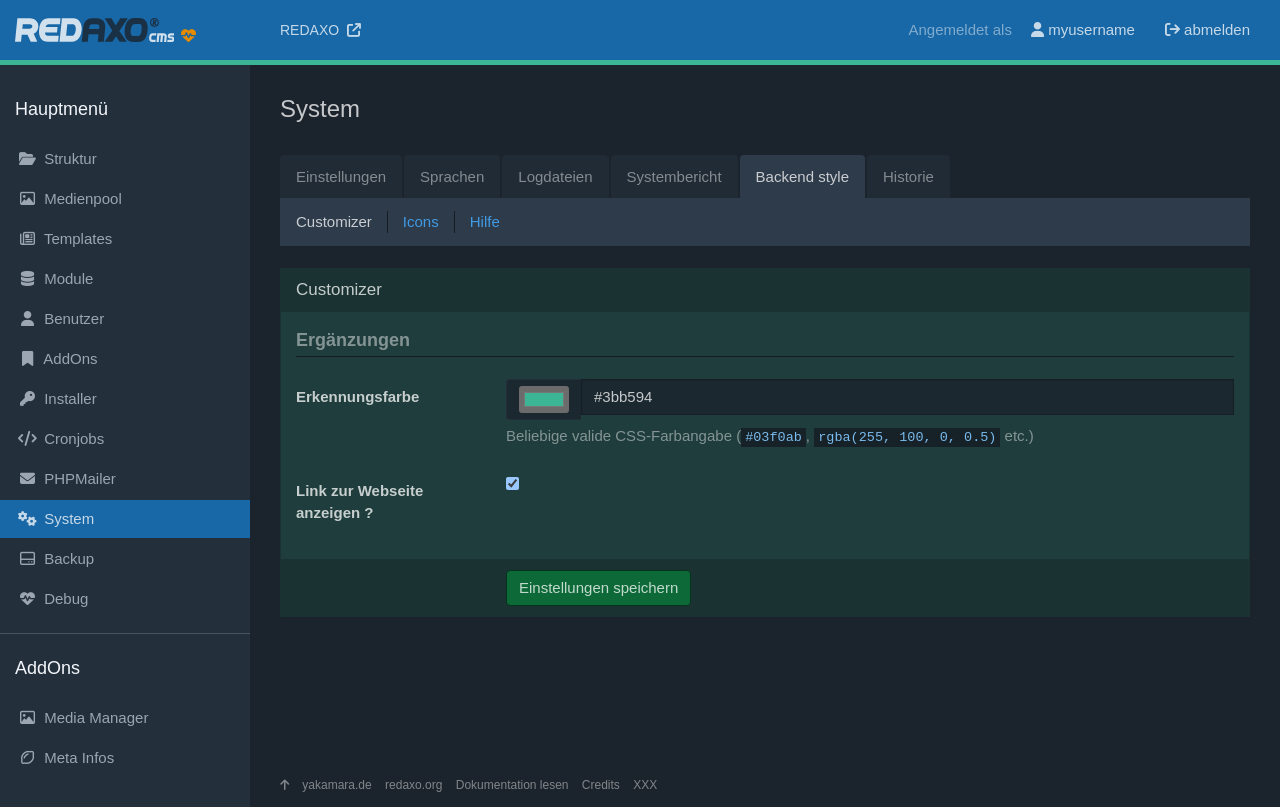 REDAXO® cms
REDAXO
Angemeldet als myusername abmelden
Hauptmenü
Struktur
Medienpool
Templates
Module
Benutzer
AddOns
Installer
Cronjobs
PHPMailer
System
Backup
Debug
AddOns
Media Manager
Meta Infos
System
Einstellungen Sprachen Logdateien Systembericht Backend style Historie
Customizer Icons Hilfe
Customizer
Ergänzungen
Erkennungsfarbe #3bb594
Beliebige valide CSS-Farbangabe (#03f0ab, rgba(255, 100, 0, 0.5) etc.)
Link zur Webseite
anzeigen ?
Einstellungen speichern
yakamara.de redaxo.org Dokumentation lesen Credits XXX